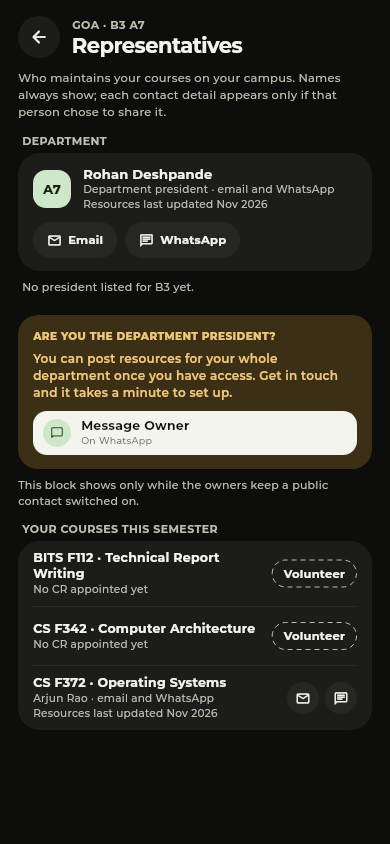 GOA · B3 A7
Representatives
Who maintains your courses on your campus. Names
always show; each contact detail appears only if that
person chose to share it.
DEPARTMENT
A7
Rohan Deshpande
Department president · email and WhatsApp
Resources last updated Nov 2026
Email
WhatsApp
No president listed for B3 yet.
ARE YOU THE DEPARTMENT PRESIDENT?
You can post resources for your whole
department once you have access. Get in touch
and it takes a minute to set up.
Message Owner
On WhatsApp
This block shows only while the owners keep a public
contact switched on.
YOUR COURSES THIS SEMESTER
BITS F112 · Technical Report
Writing
No CR appointed yet
Volunteer
CS F342 · Computer Architecture
No CR appointed yet
Volunteer
CS F372 · Operating Systems
Arjun Rao · email and WhatsApp
Resources last updated Nov 2026